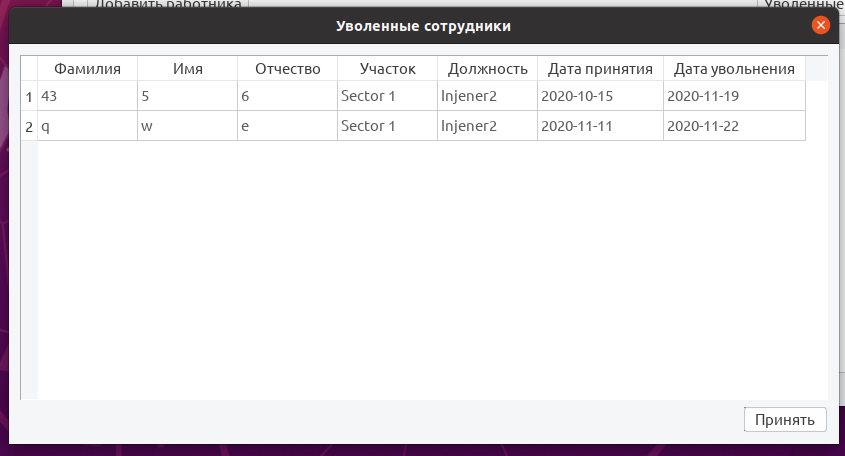 Добавить работника Уволенные
Уволенные сотрудники
Фамилия Имя Отчество Участок Должность Дата принятия Дата увольнения
1 43 5 6 Sector 1 Injener2 2020-10-15 2020-11-19
2 q w e Sector 1 Injener2 2020-11-11 2020-11-22
Принять